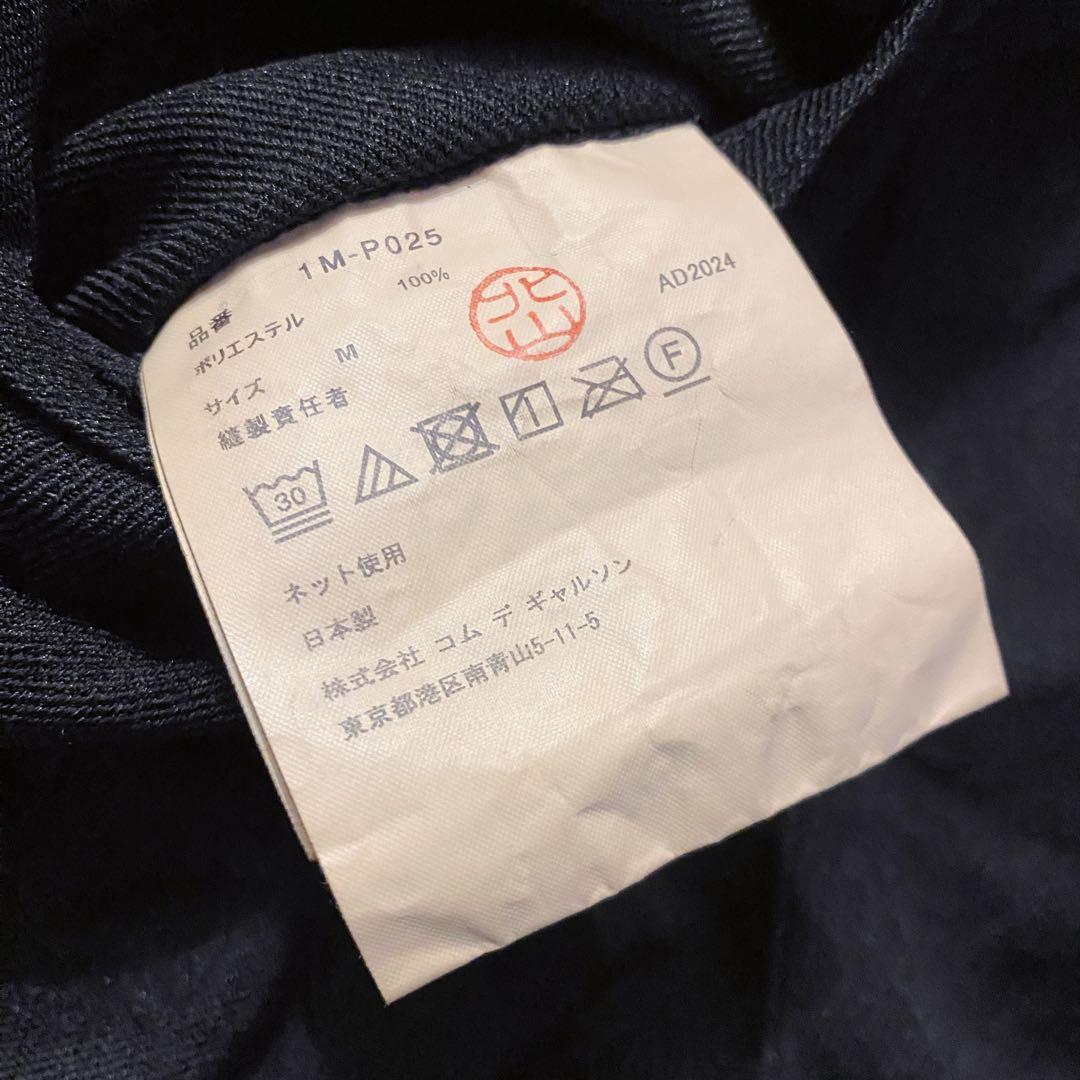 品番 1M-P025
ポリエステル 100%
サイズ M
縫製責任者 北山
AD2024
30 F
ネット使用
日本製
株式会社 コム デ ギャルソン
東京都港区南青山5-11-5